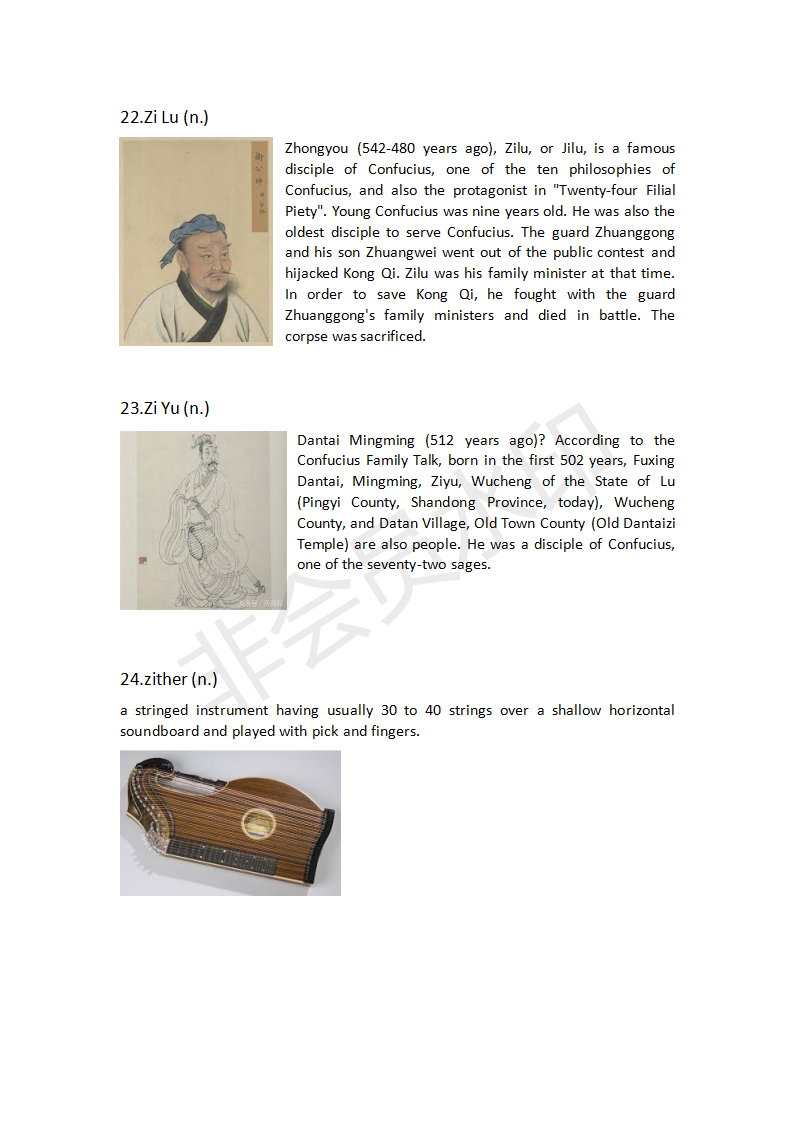 22.Zi Lu (n.)
Zhongyou (542-480 years ago), Zilu, or Jilu, is a famous
disciple of Confucius, one of the ten philosophies of
Confucius, and also the protagonist in "Twenty-four Filial
Piety". Young Confucius was nine years old. He was also the
oldest disciple to serve Confucius. The guard Zhuanggong
and his son Zhuangwei went out of the public contest and
hijacked Kong Qi. Zilu was his family minister at that time.
In order to save Kong Qi, he fought with the guard
Zhuanggong's family ministers and died in battle. The
corpse was sacrificed.
23.Zi Yu (n.)
Dantai Mingming (512 years ago)? According to the
Confucius Family Talk, born in the first 502 years, Fuxing
Dantai, Mingming, Ziyu, Wucheng of the State of Lu
(Pingyi County, Shandong Province, today), Wucheng
County, and Datan Village, Old Town County (Old Dantaizi
Temple) are also people. He was a disciple of Confucius,
one of the seventy-two sages.
非会员水印
24.zither (n.)
a stringed instrument having usually 30 to 40 strings over a shallow horizontal
soundboard and played with pick and fingers.